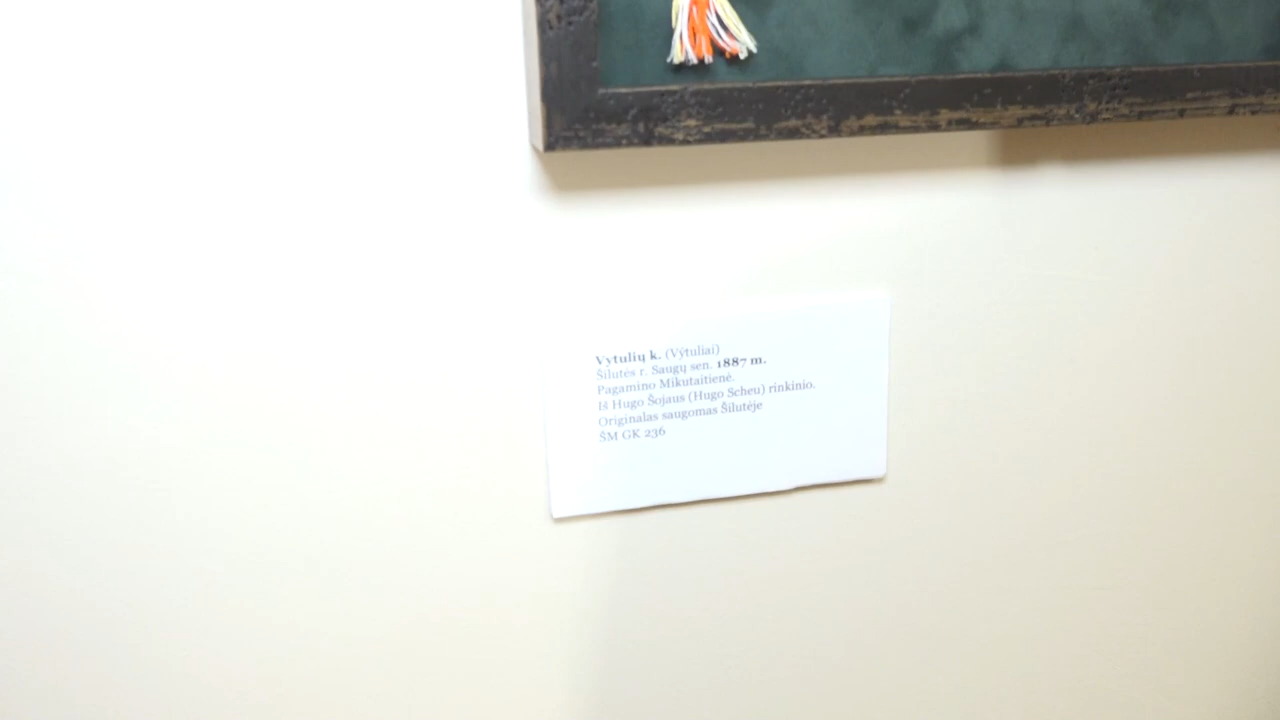 Vytulių k. (Vytuliai)
Šilutės r. Saugų sen. 1887 m.
Pagamino Mikutaitienė.
Iš Hugo Šojaus (Hugo Scheu) rinkinio.
Originalas saugomas Šilutėje
ŠM GK 236